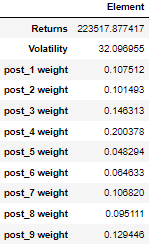 Element
Returns 223517.877417
Volatility 32.096955
post_1 weight 0.107512
post_2 weight 0.101493
post_3 weight 0.146313
post_4 weight 0.200378
post_5 weight 0.048294
post_6 weight 0.064633
post_7 weight 0.106820
post_8 weight 0.095111
post_9 weight 0.129446